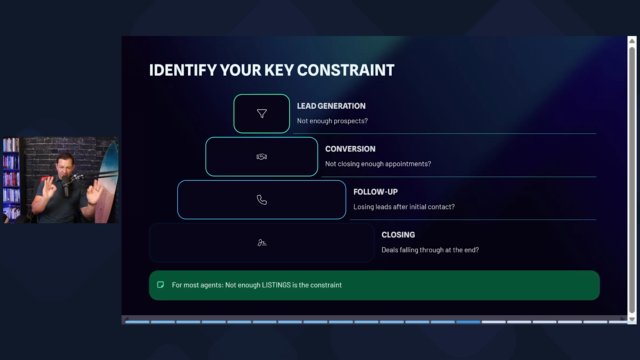 IDENTIFY YOUR KEY CONSTRAINT
LEAD GENERATION
Not enough prospects?
CONVERSION
Not closing enough appointments?
FOLLOW-UP
Losing leads after initial contact?
CLOSING
Deals falling through at the end?
For most agents: Not enough LISTINGS is the constraint